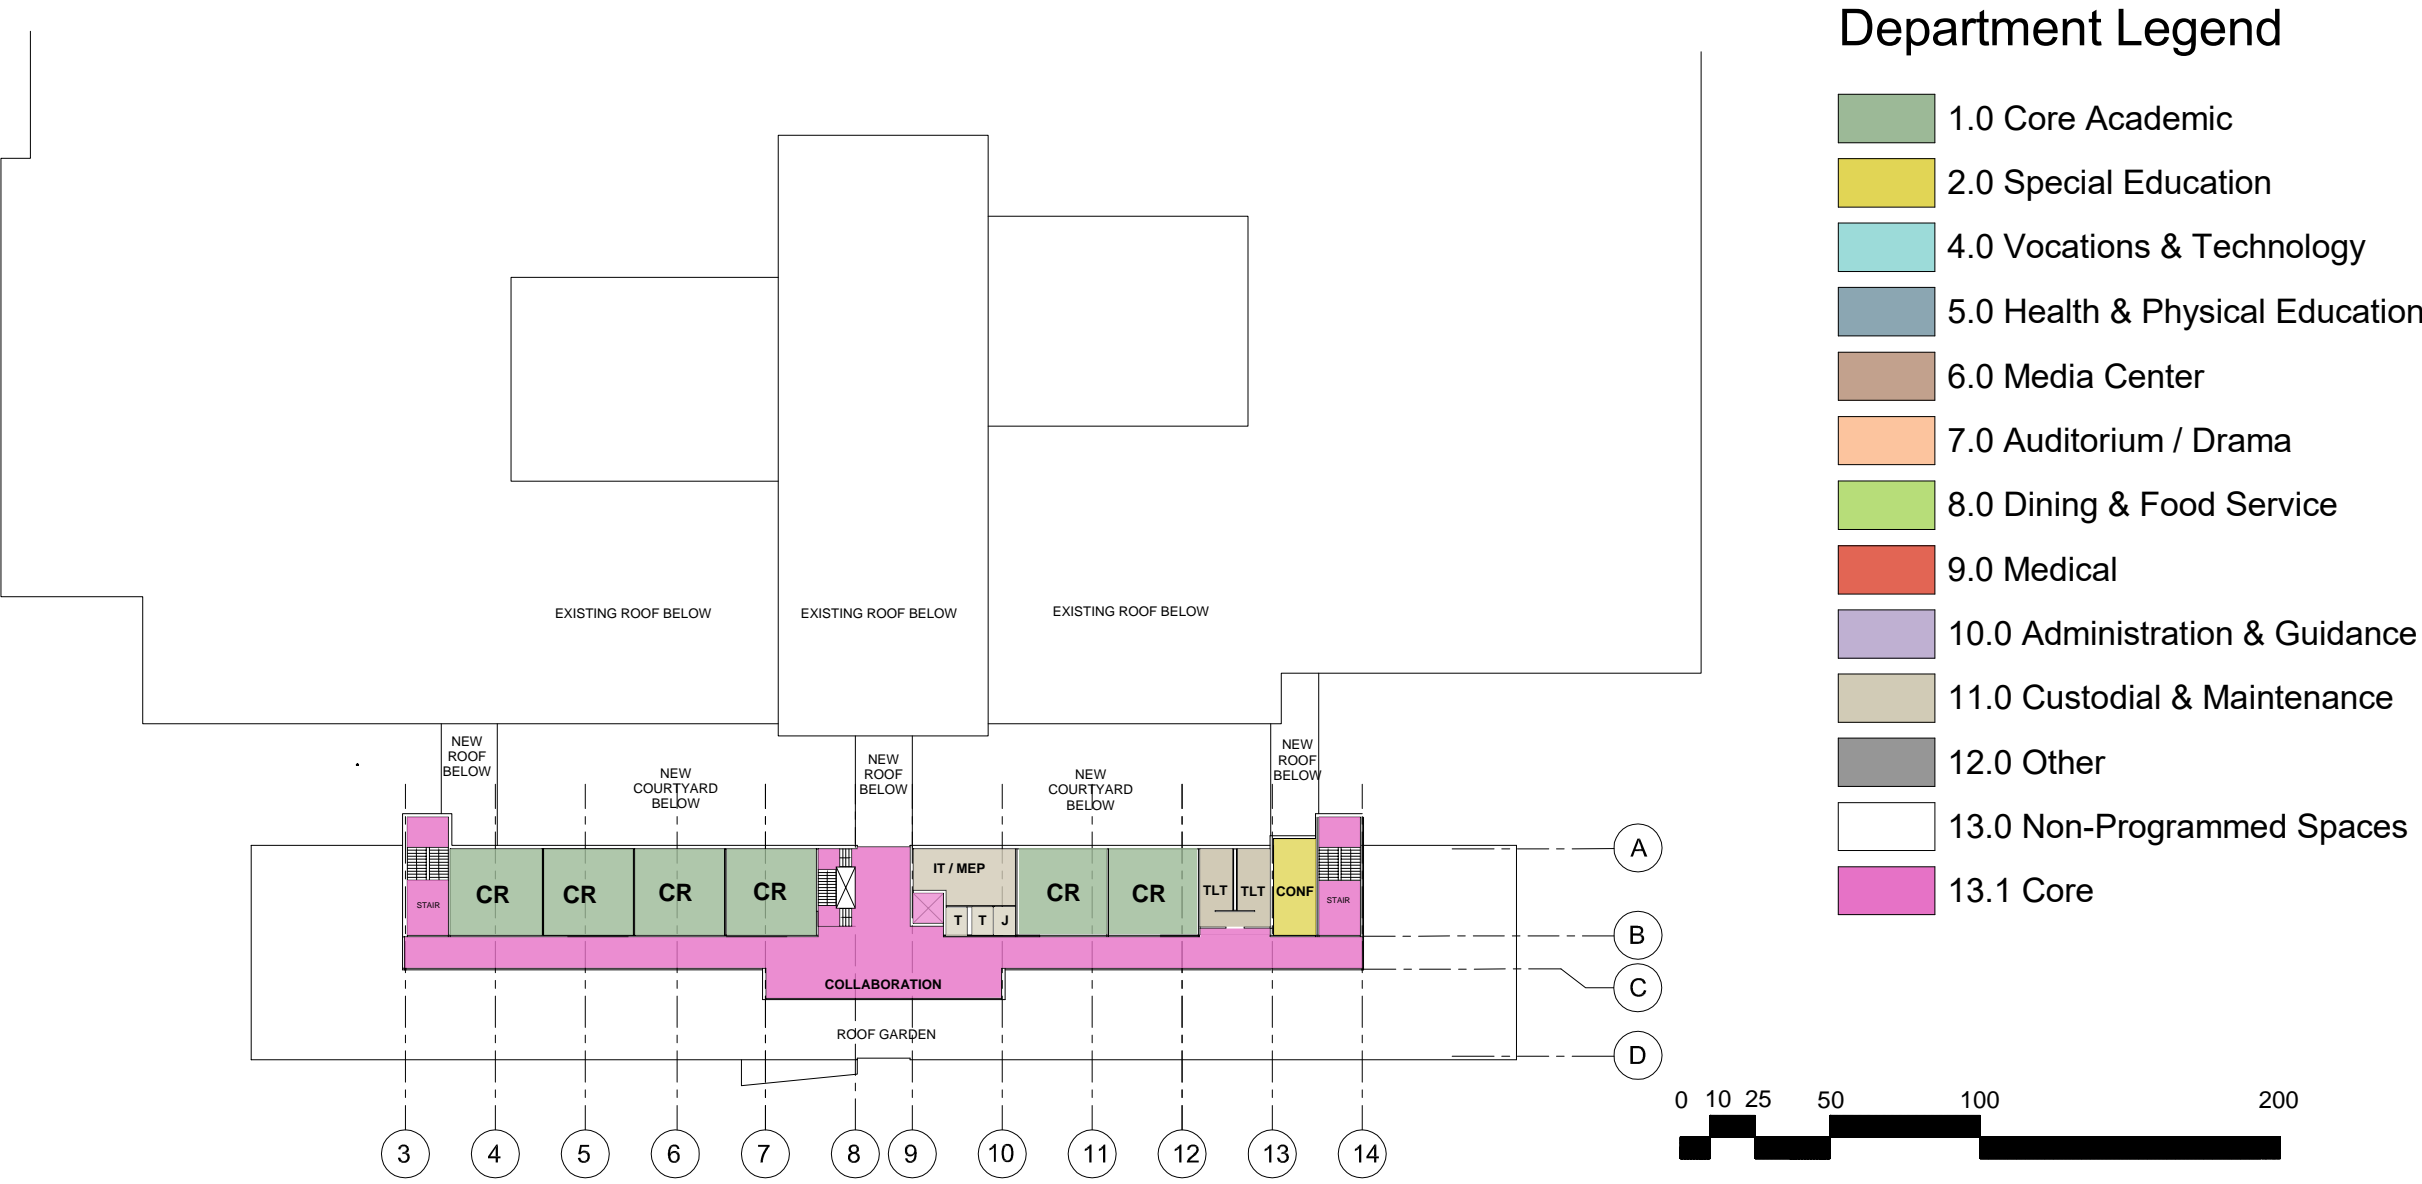 Department Legend
1.0 Core Academic
2.0 Special Education
4.0 Vocations & Technology
5.0 Health & Physical Education
6.0 Media Center
7.0 Auditorium / Drama
8.0 Dining & Food Service
9.0 Medical
10.0 Administration & Guidance
11.0 Custodial & Maintenance
12.0 Other
13.0 Non-Programmed Spaces
13.1 Core
EXISTING ROOF BELOW
EXISTING ROOF BELOW
EXISTING ROOF BELOW
NEW
ROOF
BELOW
NEW
COURTYARD
BELOW
NEW
ROOF
BELOW
NEW
COURTYARD
BELOW
NEW
ROOF
BELOW
STAIR
CR
CR
CR
CR
IT / MEP
T
T
J
CR
CR
TLT
TLT
CONF
STAIR
COLLABORATION
ROOF GARDEN
A
B
C
D
3
4
5
6
7
8
9
10
11
12
13
14
0
10
25
50
100
200